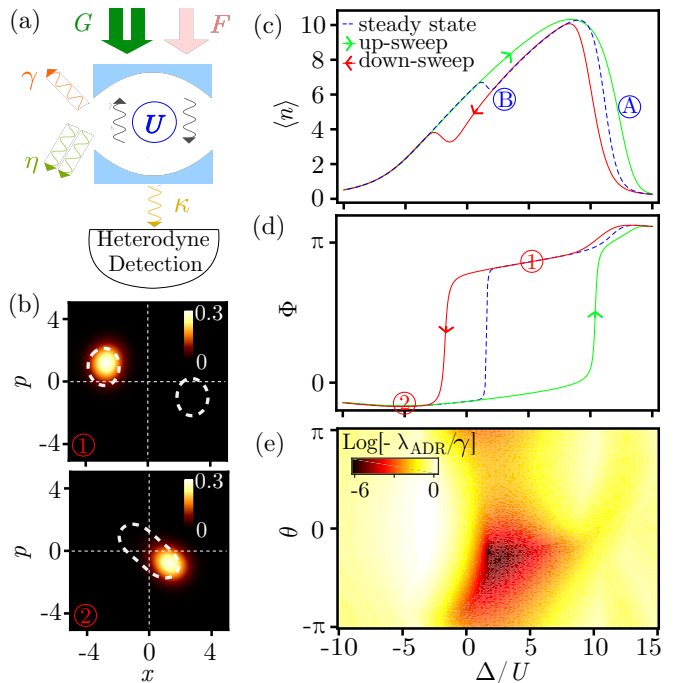 (a)
G
F
γ
U
η
κ
Heterodyne
Detection
(b)
4
0
-4
p
0.3
0
①
4
0
-4
p
0.3
0
②
-4
0
4
x
(c)
10
8
6
4
2
0
⟨n⟩
steady state
up-sweep
down-sweep
B
A
(d)
π
0
Φ
①
②
(e)
π
0
-π
θ
Log[- λADR/γ]
-6
0
-10
-5
0
5
10
15
Δ/U